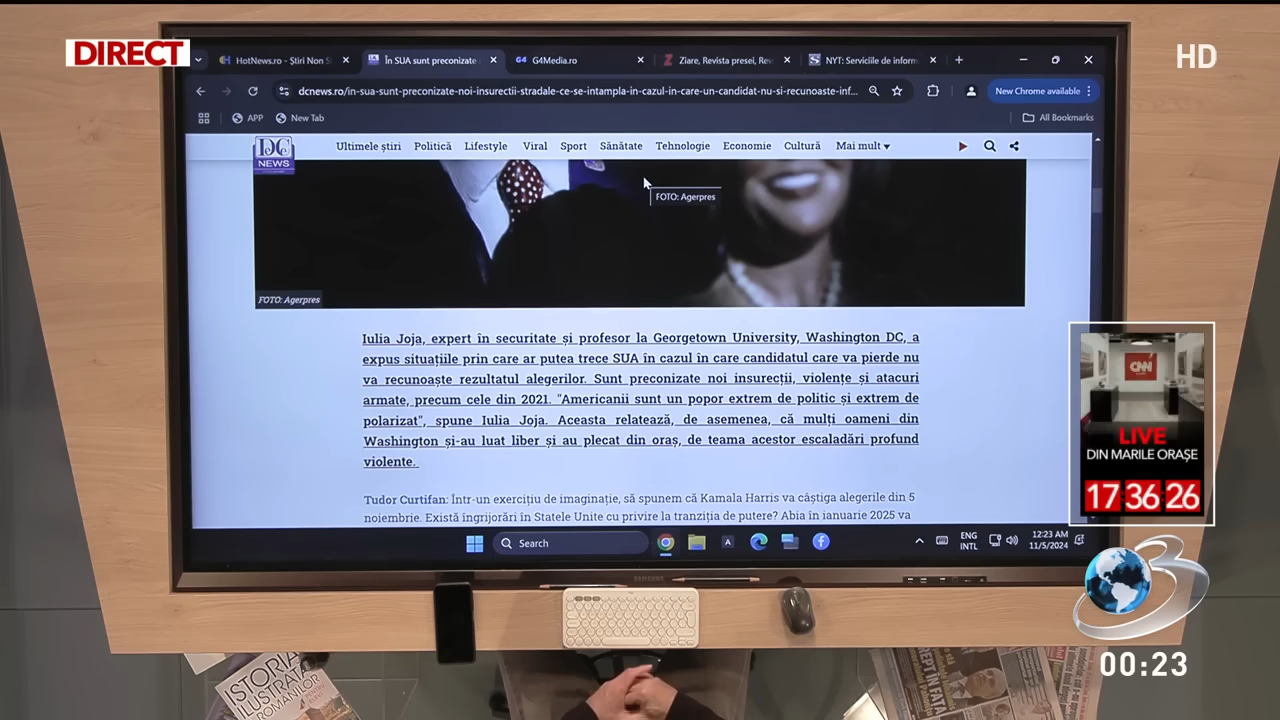 DIRECT
HD
HotNews.ro - Știri Non S
În SUA sunt preconizate
G4 G4Media.ro
Ziare, Revista presei, Rev
NYT: Serviciile de inform
dcnews.ro/in-sua-sunt-preconizate-noi-insurectii-stradale-ce-se-intampla-in-cazul-in-care-un-candidat-nu-si-recunoaste-inf...
New Chrome available
APP
New Tab
All Bookmarks
DC NEWS
Ultimele știri Politică Lifestyle Viral Sport Sănătate Tehnologie Economie Cultură Mai mult
FOTO: Agerpres
FOTO: Agerpres
Iulia Joja, expert în securitate și profesor la Georgetown University, Washington DC, a
expus situațiile prin care ar putea trece SUA în cazul în care candidatul care va pierde nu
va recunoaște rezultatul alegerilor. Sunt preconizate noi insurecții, violențe și atacuri
armate, precum cele din 2021. "Americanii sunt un popor extrem de politic și extrem de
polarizat", spune Iulia Joja. Aceasta relatează, de asemenea, că mulți oameni din
Washington și-au luat liber și au plecat din oraș, de teama acestor escaladări profund
violente.
Tudor Curtifan: Într-un exercițiu de imaginație, să spunem că Kamala Harris va câștiga alegerile din 5
noiembrie. Există îngrijorări în Statele Unite cu privire la tranziția de putere? Abia în ianuarie 2025 va
CNN
LIVE
DIN MARILE ORAȘE
17 36 26
Search
ENG
INTL
12:23 AM
11/5/2024
SAMSUNG
3
00:23
ISTORIA
ILUSTRATĂ
ROMÂNILOR
DREPT ÎN FAȚĂ